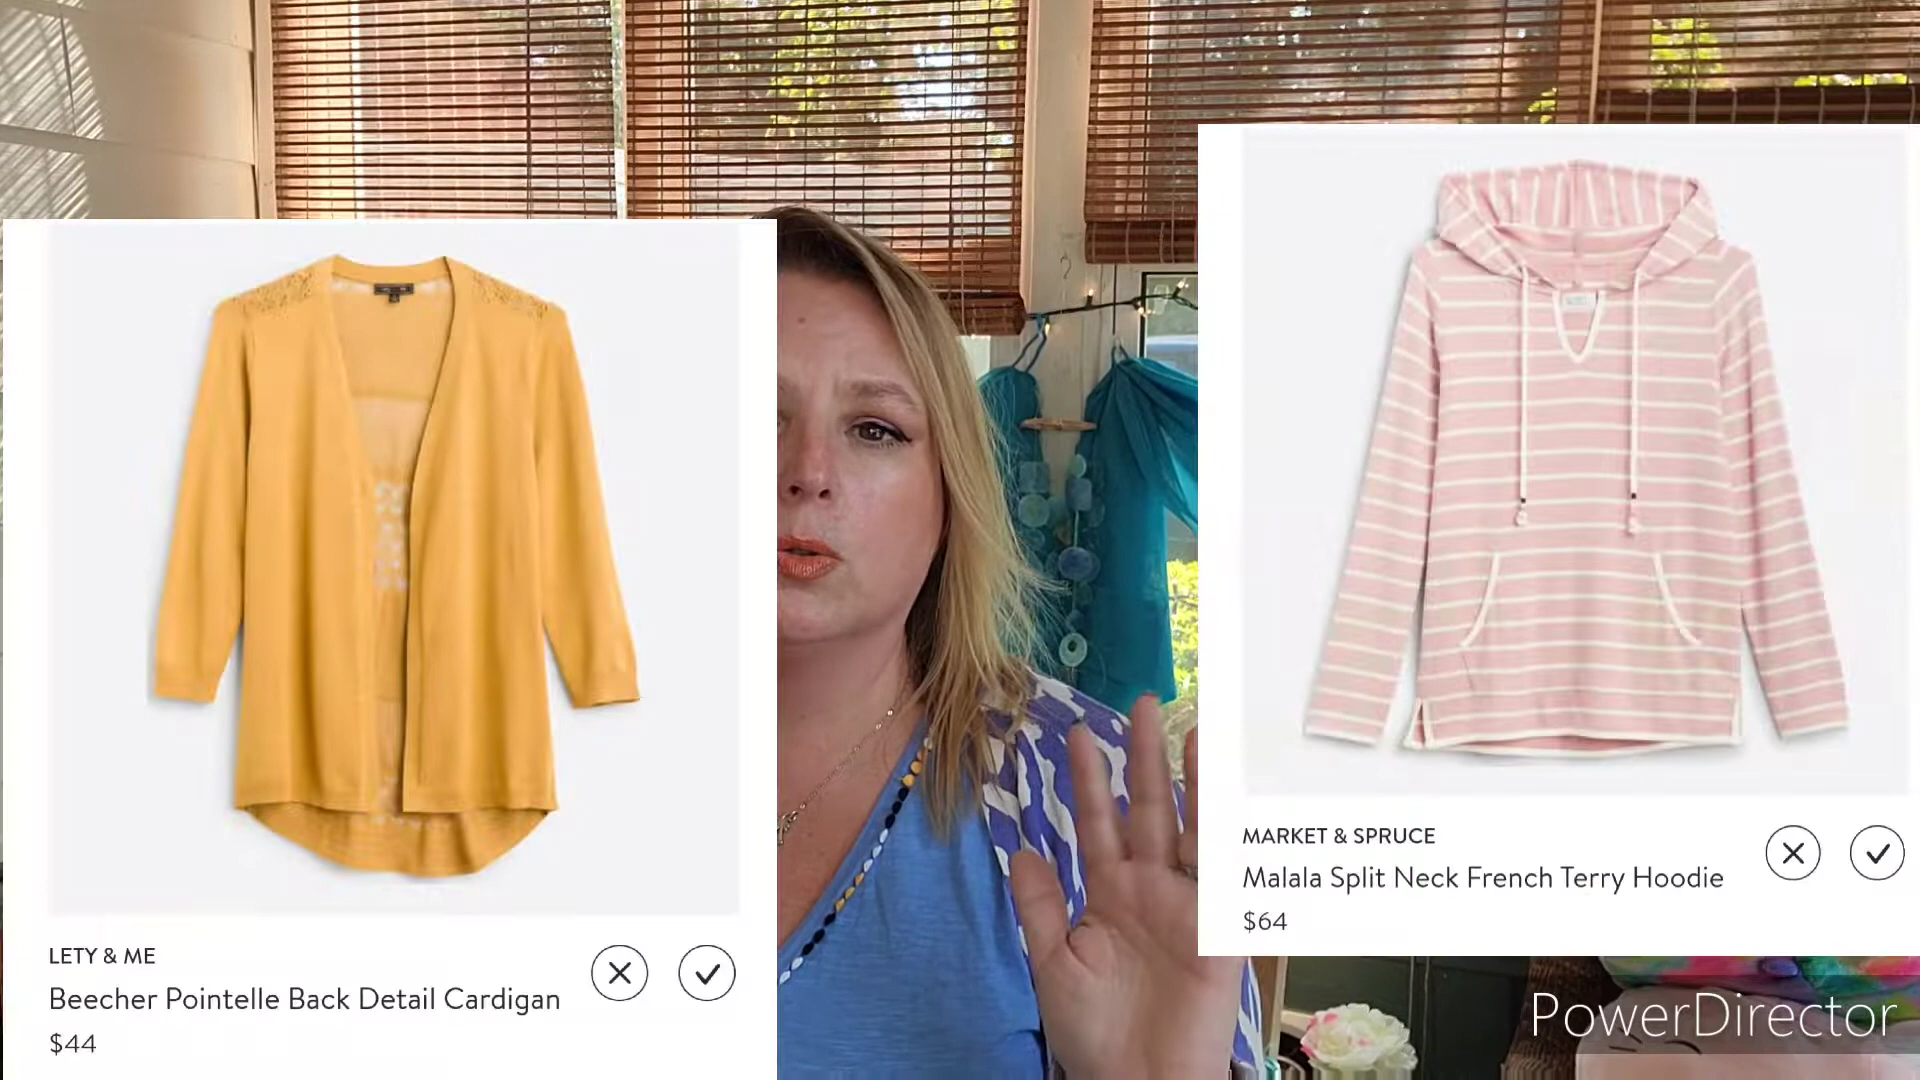 LETY & ME
Beecher Pointelle Back Detail Cardigan
$44
MARKET & SPRUCE
Malala Split Neck French Terry Hoodie
$64
PowerDirector